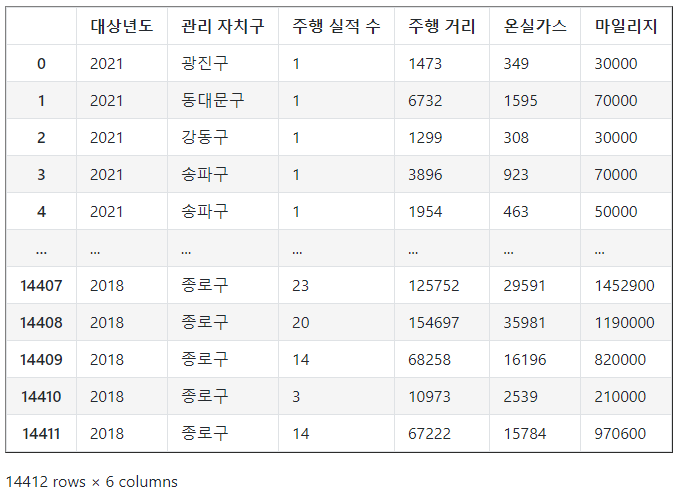 대상년도 관리 자치구 주행 실적 수 주행 거리 온실가스 마일리지
0 2021 광진구 1 1473 349 30000
1 2021 동대문구 1 6732 1595 70000
2 2021 강동구 1 1299 308 30000
3 2021 송파구 1 3896 923 70000
4 2021 송파구 1 1954 463 50000
... ... ... ... ... ... ...
14407 2018 종로구 23 125752 29591 1452900
14408 2018 종로구 20 154697 35981 1190000
14409 2018 종로구 14 68258 16196 820000
14410 2018 종로구 3 10973 2539 210000
14411 2018 종로구 14 67222 15784 970600
14412 rows × 6 columns